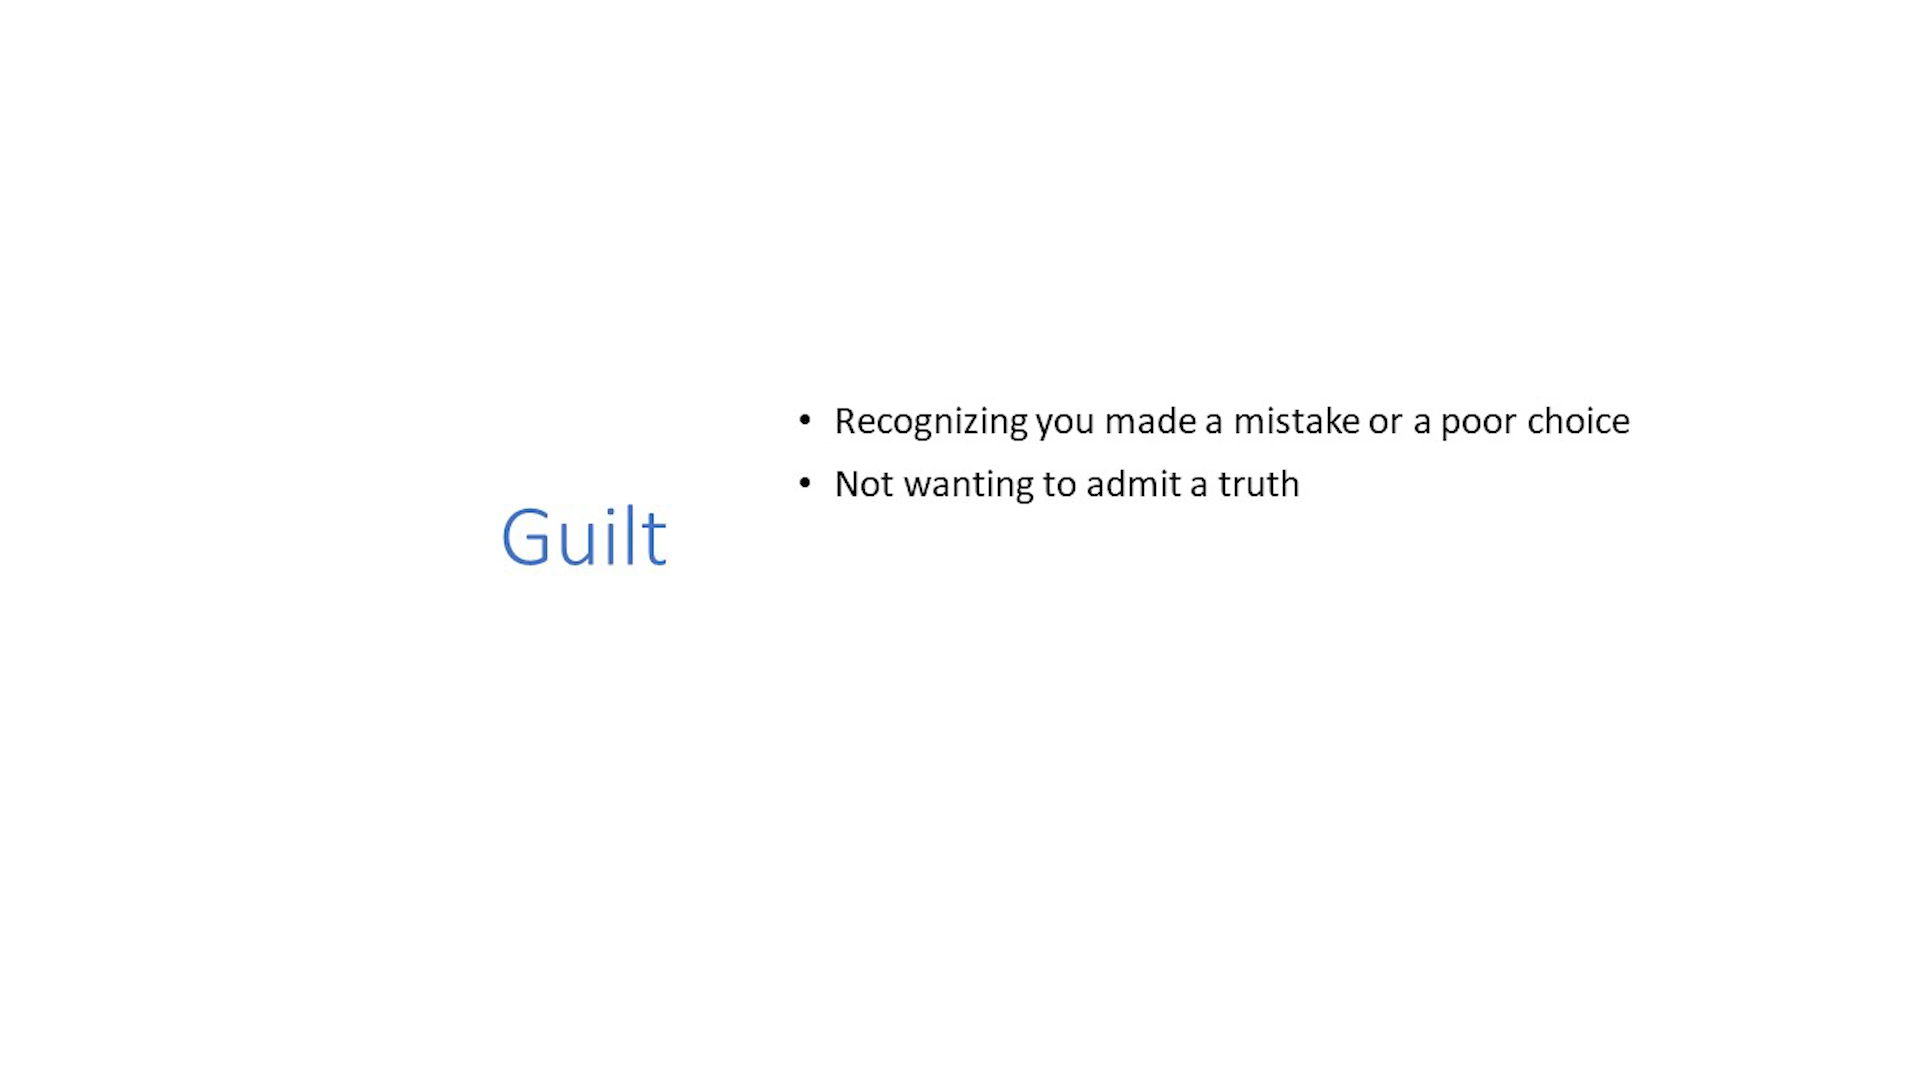 Guilt
• Recognizing you made a mistake or a poor choice
• Not wanting to admit a truth